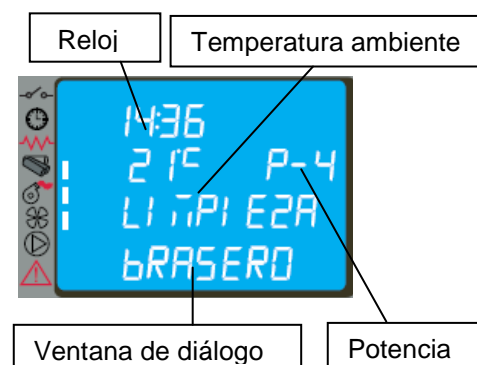 Reloj
Temperatura ambiente
14:36
21°C P-4
LIMPIEZA
BRASERO
Ventana de diálogo
Potencia